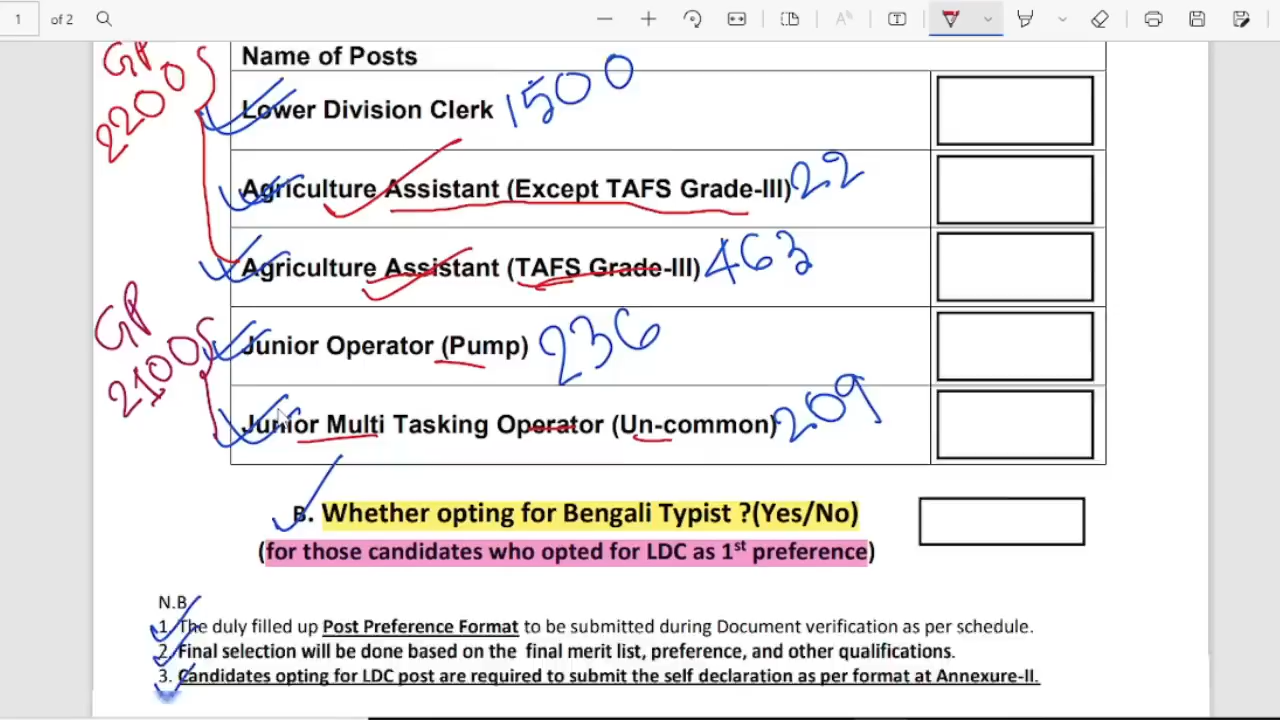 1 of 2
Name of Posts
GP
2200
Lower Division Clerk 1500
Agriculture Assistant (Except TAFS Grade-III) 22
Agriculture Assistant (TAFS Grade-III) 463
GP
2100
Junior Operator (Pump) 236
Junior Multi Tasking Operator (Un-common) 209
B. Whether opting for Bengali Typist ?(Yes/No)
(for those candidates who opted for LDC as 1st preference)
N.B
1. The duly filled up Post Preference Format to be submitted during Document verification as per schedule.
2. Final selection will be done based on the final merit list, preference, and other qualifications.
3. Candidates opting for LDC post are required to submit the self declaration as per format at Annexure-II.